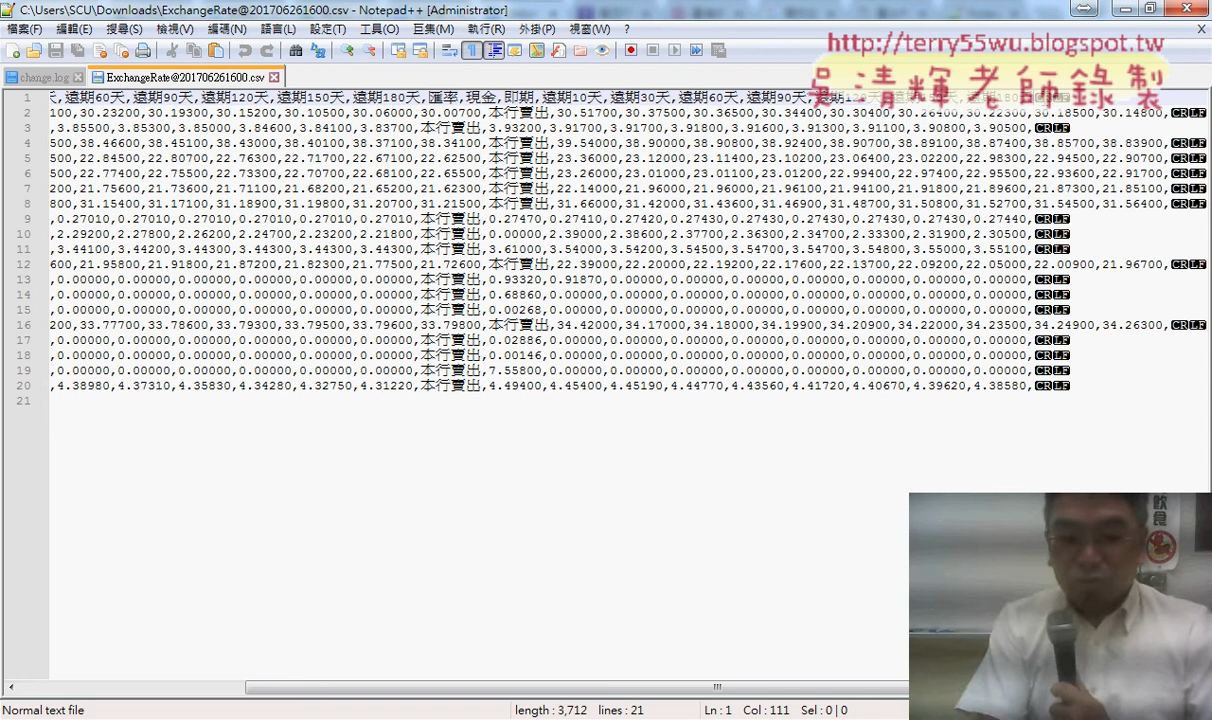 C:\Users\SCU\Downloads\ExchangeRate@201706261600.csv - Notepad++ [Administrator]
檔案(F) 編輯(E) 搜尋(S) 檢視(V) 編碼(N) 語言(L) 設定(T) 工具(O) 巨集(M) 執行(R) 外掛(P) 視窗(W) ? X
http://terry55wu.blogspot.tw
吳清輝老師錄製
change.log ExchangeRate@201706261600.csv
1 天,遠期60天,遠期90天,遠期120天,遠期150天,遠期180天,匯率,現金,即期,遠期10天,遠期30天,遠期60天,遠期90天,遠期
2 100,30.23200,30.19300,30.15200,30.10500,30.06000,30.00700,本行賣出,30.51700,30.37500,30.36500,30.34400,30.30400,30.26400,30.22300,30.18500,30.14800,CRLF
3 3.85500,3.85300,3.85000,3.84600,3.84100,3.83700,本行賣出,3.93200,3.91700,3.91700,3.91800,3.91600,3.91300,3.91100,3.90800,3.90500,CRLF
4 500,38.46600,38.45100,38.43000,38.40100,38.37100,38.34100,本行賣出,39.54000,38.90000,38.90800,38.92400,38.90700,38.89100,38.87400,38.85700,38.83900,CRLF
5 500,22.84500,22.80700,22.76300,22.71700,22.67100,22.62500,本行賣出,23.36000,23.12000,23.11400,23.10200,23.06400,23.02200,22.98300,22.94500,22.90700,CRLF
6 500,22.77400,22.75500,22.73300,22.70700,22.68100,22.65500,本行賣出,23.26000,23.01000,23.01100,23.01200,22.99400,22.97400,22.95500,22.93600,22.91700,CRLF
7 200,21.75600,21.73600,21.71100,21.68200,21.65200,21.62300,本行賣出,22.14000,21.96000,21.96000,21.96100,21.94100,21.91800,21.89600,21.87300,21.85100,CRLF
8 800,31.15400,31.17100,31.18900,31.19800,31.20700,31.21500,本行賣出,31.66000,31.42000,31.43600,31.46900,31.48700,31.50800,31.52700,31.54500,31.56400,CRLF
9 ,0.27010,0.27010,0.27010,0.27010,0.27010,0.27010,本行賣出,0.27470,0.27410,0.27420,0.27430,0.27430,0.27430,0.27430,0.27430,0.27440,CRLF
10 ,2.29200,2.27800,2.26200,2.24700,2.23200,2.21800,本行賣出,0.00000,2.39000,2.38600,2.37700,2.36300,2.34700,2.33300,2.31900,2.30500,CRLF
11 ,3.44100,3.44200,3.44300,3.44300,3.44300,3.44300,本行賣出,3.61000,3.54000,3.54200,3.54500,3.54700,3.54700,3.54800,3.55000,3.55100,CRLF
12 600,21.95800,21.91800,21.87200,21.82300,21.77500,21.72600,本行賣出,22.39000,22.20000,22.19200,22.17600,22.13700,22.09200,22.05000,22.00900,21.96700,CRLF
13 ,0.00000,0.00000,0.00000,0.00000,0.00000,0.00000,本行賣出,0.93320,0.91870,0.00000,0.00000,0.00000,0.00000,0.00000,0.00000,0.00000,CRLF
14 ,0.00000,0.00000,0.00000,0.00000,0.00000,0.00000,本行賣出,0.68860,0.00000,0.00000,0.00000,0.00000,0.00000,0.00000,0.00000,0.00000,CRLF
15 ,0.00000,0.00000,0.00000,0.00000,0.00000,0.00000,本行賣出,0.00268,0.00000,0.00000,0.00000,0.00000,0.00000,0.00000,0.00000,0.00000,CRLF
16 200,33.77700,33.78600,33.79300,33.79500,33.79600,33.79800,本行賣出,34.42000,34.17000,34.18000,34.19900,34.20900,34.22000,34.23500,34.24900,34.26300,CRLF
17 ,0.00000,0.00000,0.00000,0.00000,0.00000,0.00000,本行賣出,0.02886,0.00000,0.00000,0.00000,0.00000,0.00000,0.00000,0.00000,0.00000,CRLF
18 ,0.00000,0.00000,0.00000,0.00000,0.00000,0.00000,本行賣出,0.00146,0.00000,0.00000,0.00000,0.00000,0.00000,0.00000,0.00000,0.00000,CRLF
19 ,0.00000,0.00000,0.00000,0.00000,0.00000,0.00000,本行賣出,7.55800,0.00000,0.00000,0.00000,0.00000,0.00000,0.00000,0.00000,0.00000,CRLF
20 ,4.38980,4.37310,4.35830,4.34280,4.32750,4.31220,本行賣出,4.49400,4.45400,4.45190,4.44770,4.43560,4.41720,4.40670,4.39620,4.38580,CRLF
21
飲食
Normal text file length : 3,712 lines : 21 Ln : 1 Col : 111 Sel : 0 | 0